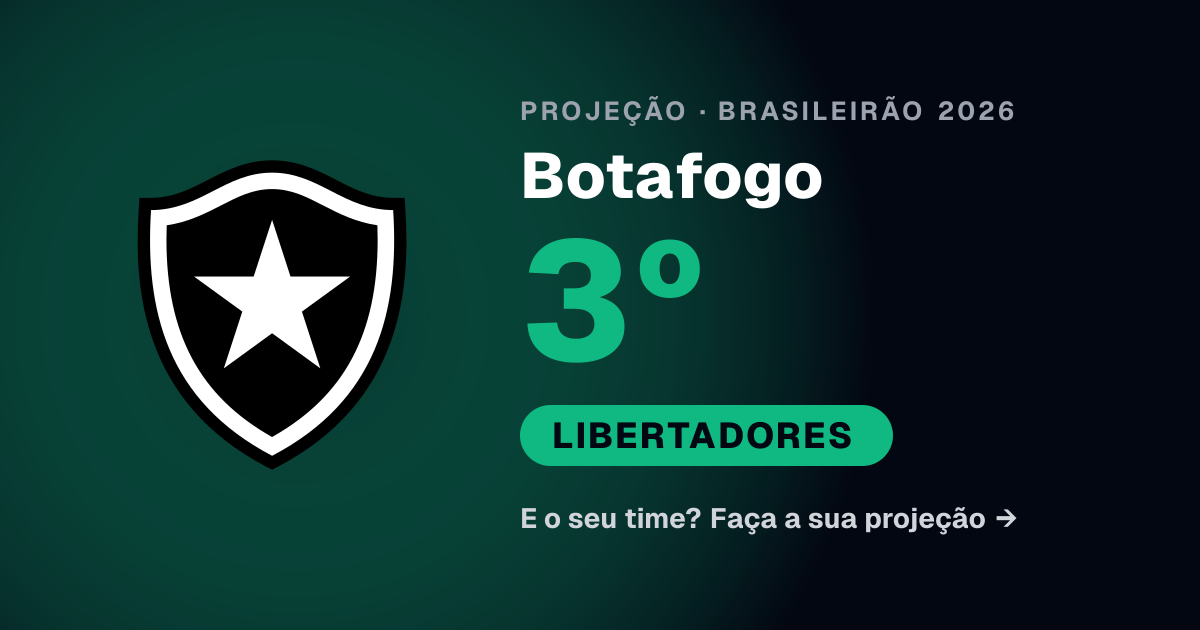 PROJEÇÃO · BRASILEIRÃO 2026
Botafogo
3º
LIBERTADORES
E o seu time? Faça a sua projeção →